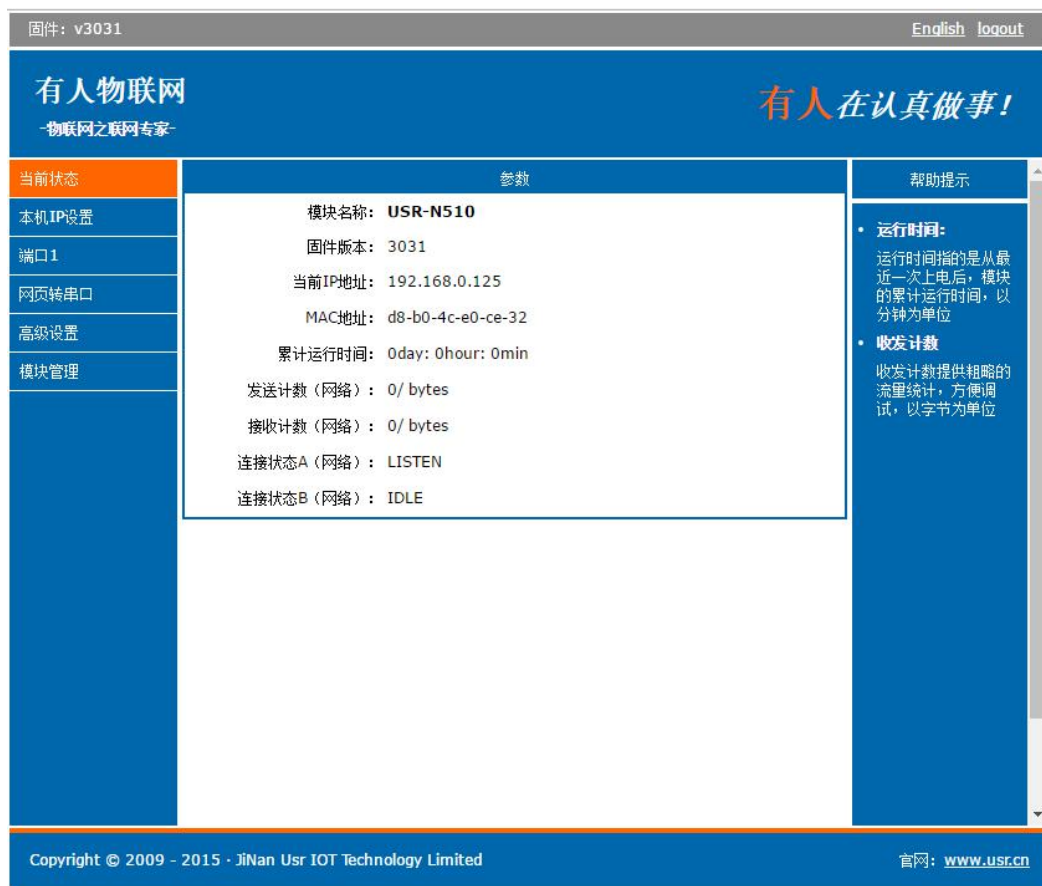 固件：v3031
English logout
有人物联网
-物联网之联网专家-
有人在认真做事！
当前状态
本机IP设置
端口1
网页转串口
高级设置
模块管理
参数
模块名称： USR-N510
固件版本： 3031
当前IP地址： 192.168.0.125
MAC地址： d8-b0-4c-e0-ce-32
累计运行时间： 0day: 0hour: 0min
发送计数（网络）： 0/ bytes
接收计数（网络）： 0/ bytes
连接状态A（网络）： LISTEN
连接状态B（网络）： IDLE
帮助提示
• 运行时间：
运行时间指的是从最
近一次上电后，模块
的累计运行时间，以
分钟为单位
• 收发计数
收发计数提供粗略的
流量统计，方便调
试，以字节为单位
Copyright © 2009 - 2015 · JiNan Usr IOT Technology Limited
官网：www.usr.cn